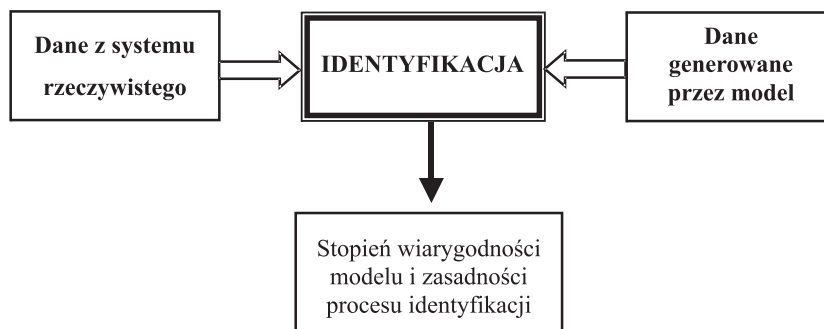 Dane z systemu
rzeczywistego
IDENTYFIKACJA
Dane
generowane
przez model
Stopień wiarygodności
modelu i zasadności
procesu identyfikacji